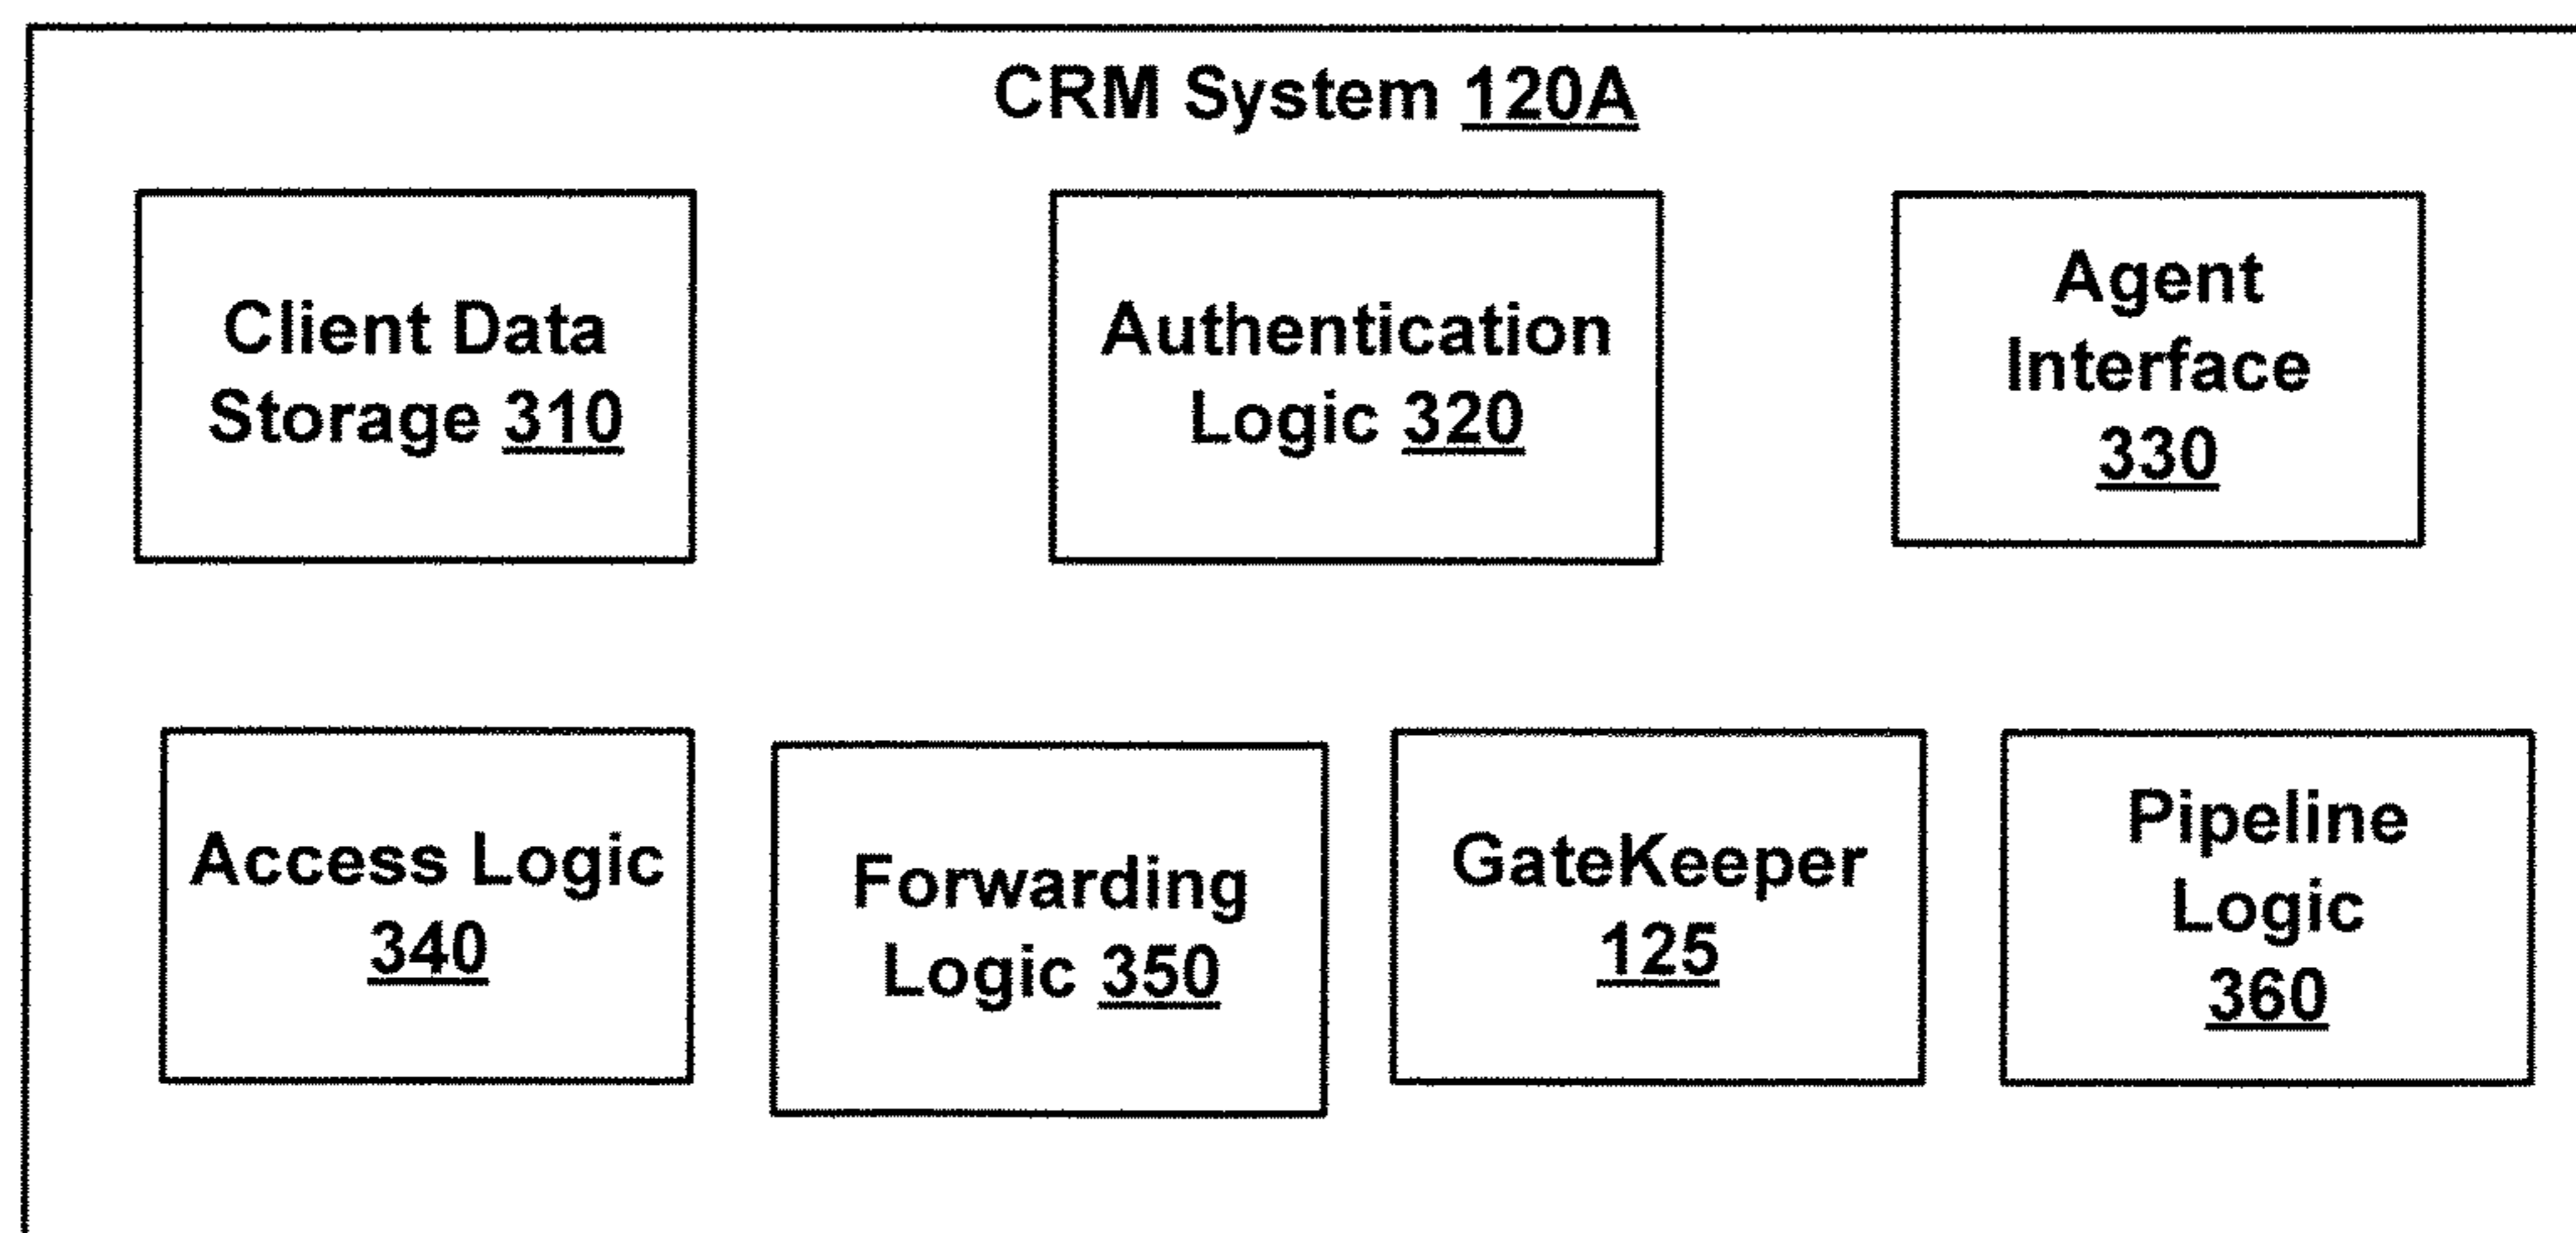 CRM System 120A
Client Data
Storage 310
Authentication
Logic 320
Agent
Interface
330
Access Logic
340
Forwarding
Logic 350
GateKeeper
125
Pipeline
Logic
360